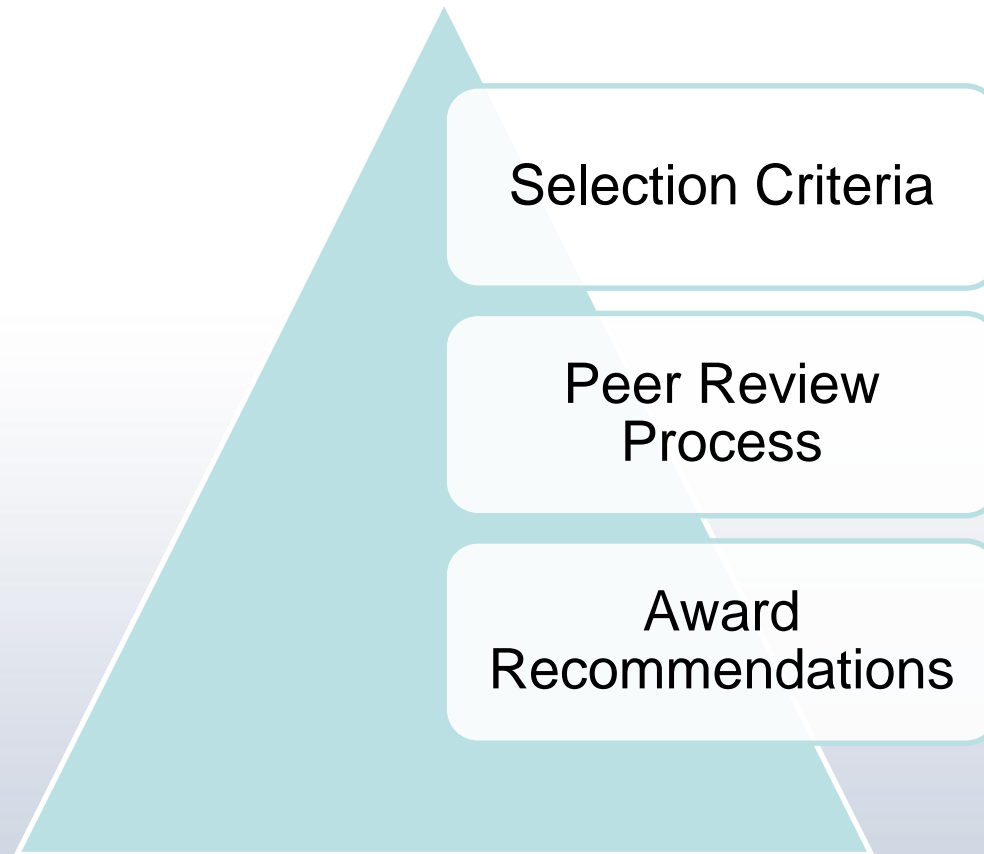 Selection Criteria
Peer Review
Process
Award
Recommendations